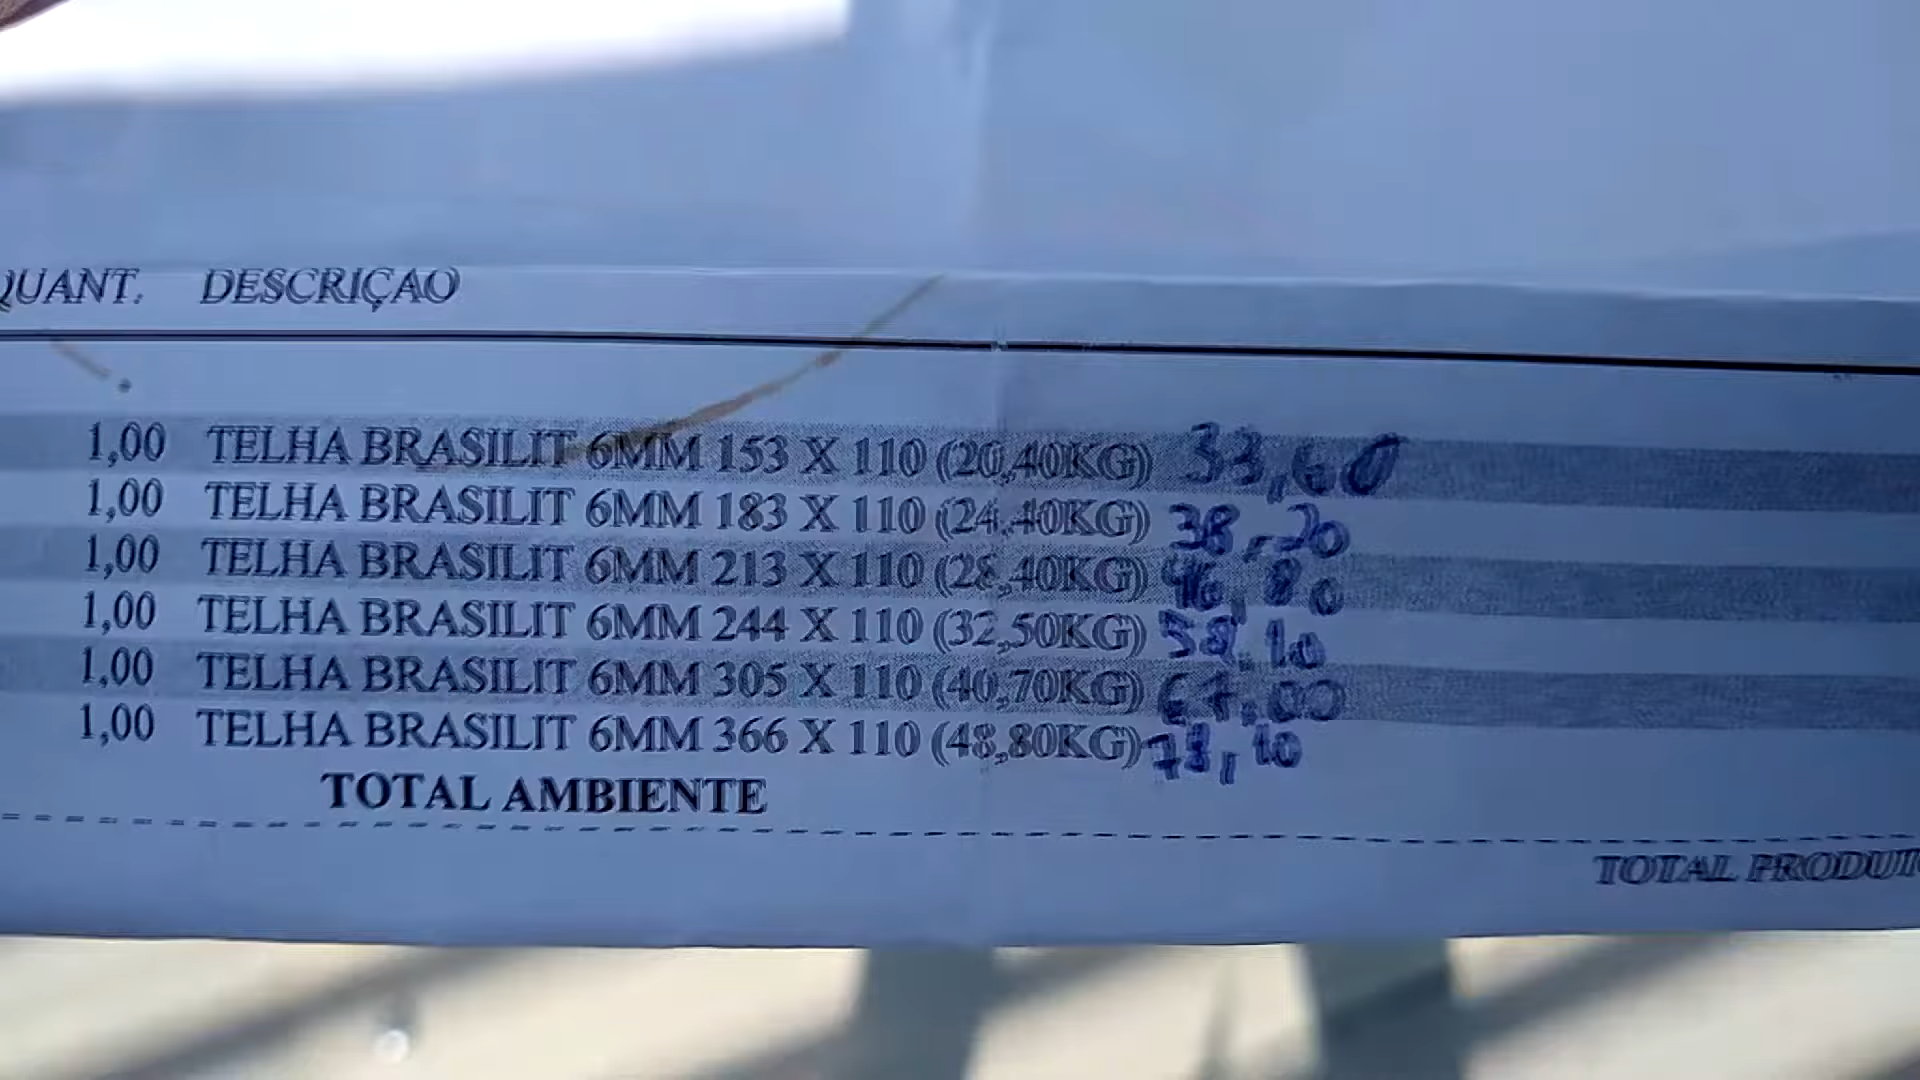 QUANT. DESCRIÇAO
1,00 TELHA BRASILIT 6MM 153 X 110 (20,40KG) 33,60
1,00 TELHA BRASILIT 6MM 183 X 110 (24,40KG) 38,20
1,00 TELHA BRASILIT 6MM 213 X 110 (28,40KG) 46,80
1,00 TELHA BRASILIT 6MM 244 X 110 (32,50KG)
1,00 TELHA BRASILIT 6MM 305 X 110 (40,70KG)
1,00 TELHA BRASILIT 6MM 366 X 110 (48,80KG)
TOTAL AMBIENTE
TOTAL